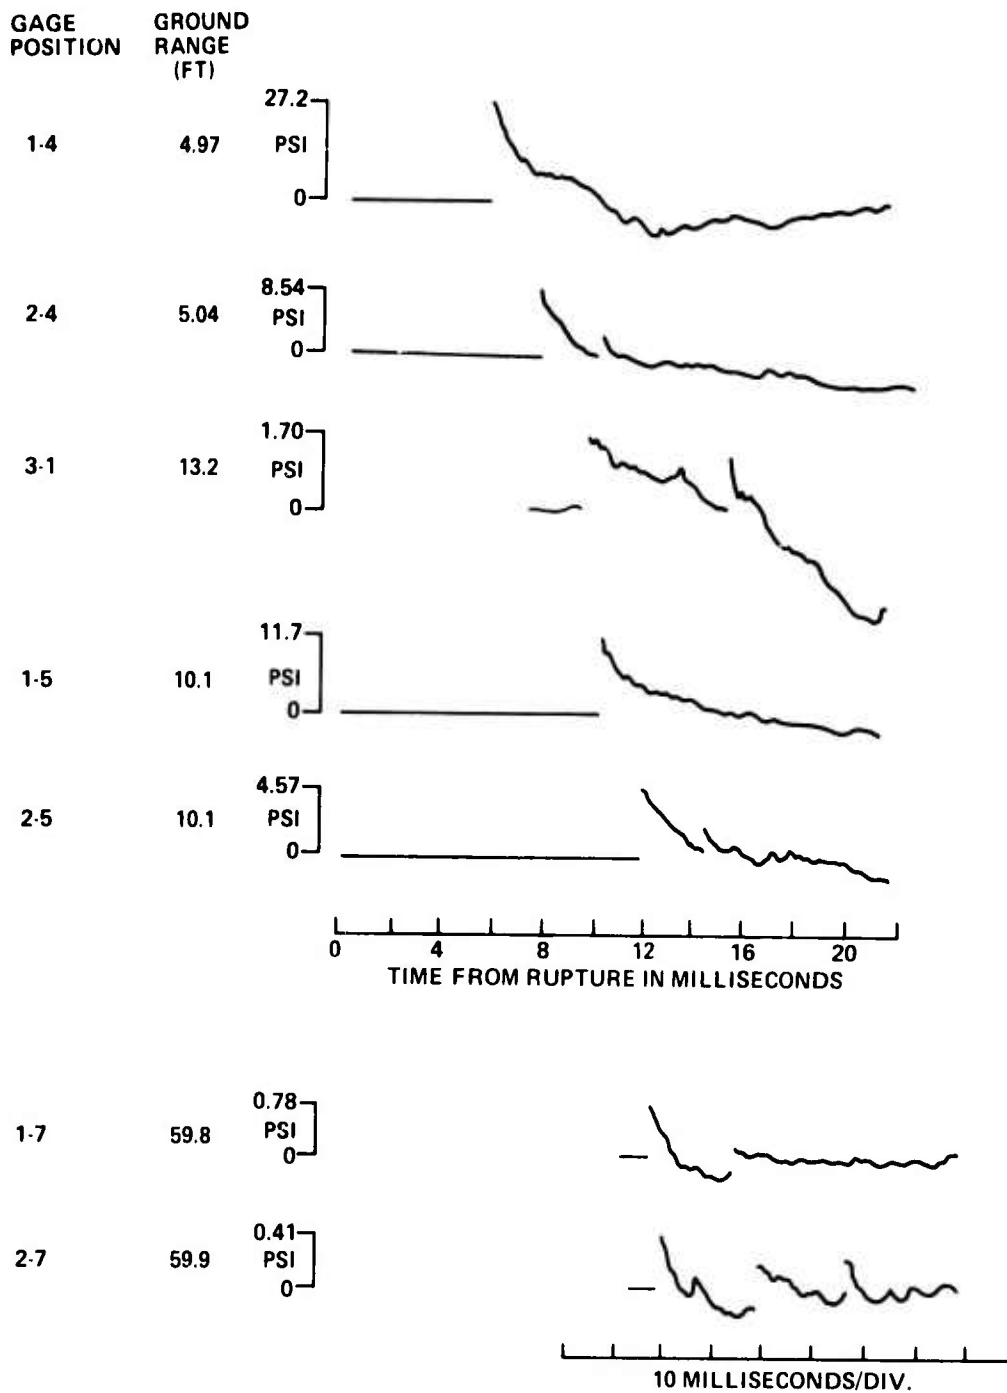 GAGE POSITION GROUND RANGE (FT)
1-4 4.97 27.2 PSI 0
2-4 5.04 8.54 PSI 0
3-1 13.2 1.70 PSI 0
1-5 10.1 11.7 PSI 0
2-5 10.1 4.57 PSI 0
0 4 8 12 16 20
TIME FROM RUPTURE IN MILLISECONDS
1-7 59.8 0.78 PSI 0
2-7 59.9 0.41 PSI 0
10 MILLISECONDS/DIV.